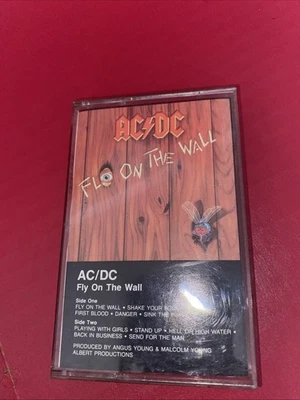 AC/DC
FLY ON THE WALL
AC/DC
Fly On The Wall
Side One
FLY ON THE WALL • SHAKE YOUR
FIRST BLOOD • DANGER • SINK THE
Side Two
PLAYING WITH GIRLS • STAND UP • HELL OR HIGH WATER •
BACK IN BUSINESS • SEND FOR THE MAN
PRODUCED BY ANGUS YOUNG & MALCOLM YOUNG
ALBERT PRODUCTIONS